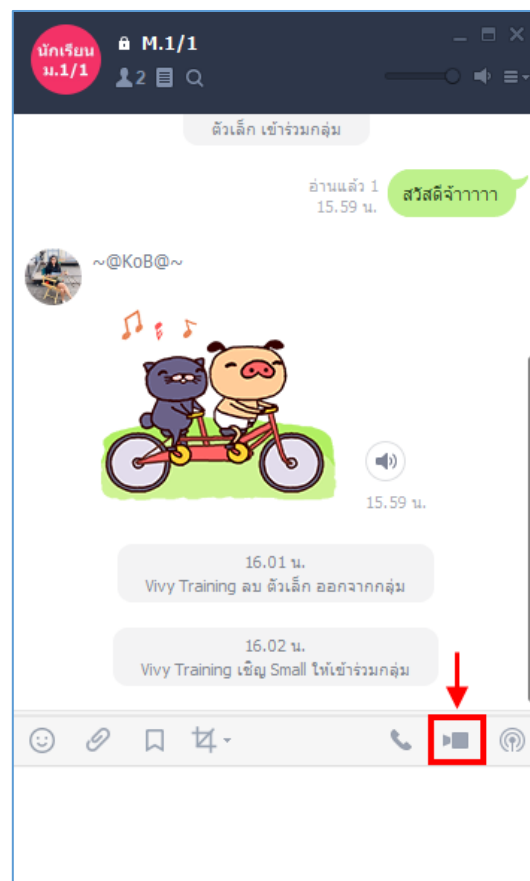 นักเรียน
ม.1/1
M.1/1
2
ตัวเล็ก เข้าร่วมกลุ่ม
อ่านแล้ว 1
15.59 น.
สวัสดีจ้าาาาา
~@KoB@~
15.59 น.
16.01 น.
Vivy Training ลบ ตัวเล็ก ออกจากกลุ่ม
16.02 น.
Vivy Training เชิญ Small ให้เข้าร่วมกลุ่ม